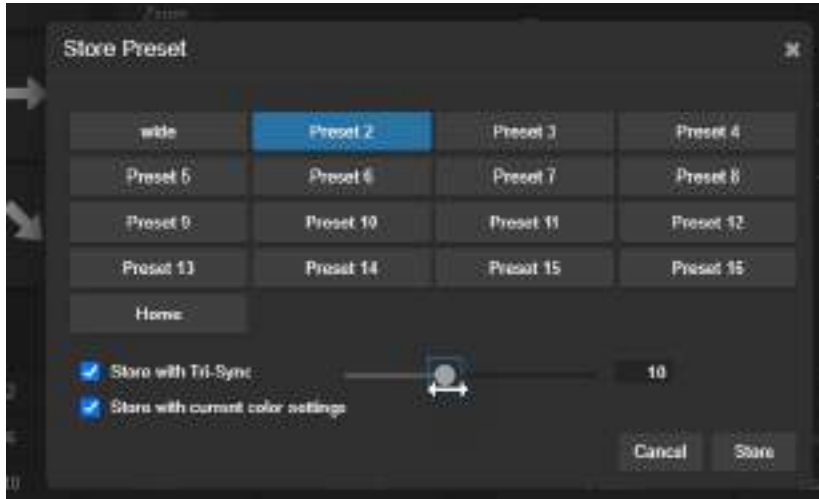 Store Preset
wide Preset 2 Preset 3 Preset 4
Preset 5 Preset 6 Preset 7 Preset 8
Preset 9 Preset 10 Preset 11 Preset 12
Preset 13 Preset 14 Preset 15 Preset 16
Home
Store with Tri-Sync 10
Store with current color settings
Cancel Store